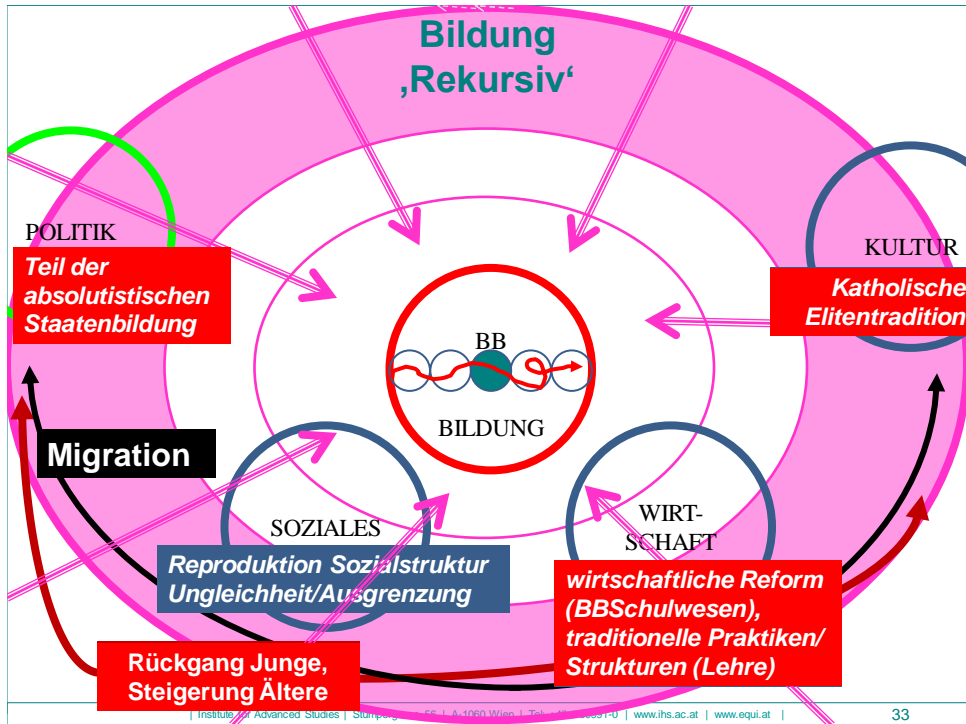 Bildung
‚Rekursiv‘
POLITIK
Teil der
absolutistischen
Staatenbildung
KULTUR
Katholische
Elitentradition
BB
BILDUNG
Migration
SOZIALES
Reproduktion Sozialstruktur
Ungleichheit/Ausgrenzung
WIRT-
SCHAFT
wirtschaftliche Reform
(BBSchulwesen),
traditionelle Praktiken/
Strukturen (Lehre)
Rückgang Junge,
Steigerung Ältere
| Institute for Advanced Studies | 56 | A-1060 Wien | | www.ihs.ac.at | www.equi.at |
33